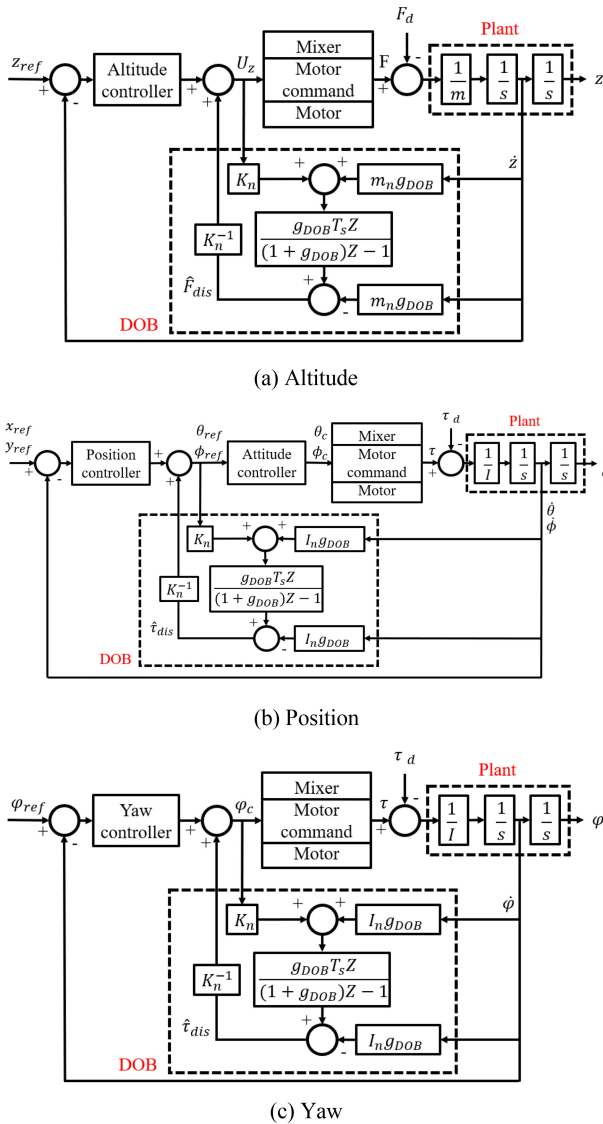 F_d
z_ref
+
-
Altitude controller
+
+
U_z
Mixer
Motor command
Motor
F
+
-
Plant
1/m
1/s
1/s
z
ż
K_n
+
+
m_n g_DOB
g_DOB T_s Z / (1 + g_DOB)Z − 1
K_n^{-1}
F̂_dis
+
-
m_n g_DOB
DOB
(a) Altitude
x_ref
y_ref
+
-
Position controller
+
+
θ_ref
ϕ_ref
Attitude controller
θ_c
ϕ_c
Mixer
Motor command
Motor
τ_d
τ
+
-
Plant
1/I
1/s
1/s
θ̇
ϕ̇
K_n
+
+
I_n g_DOB
g_DOB T_s Z / (1 + g_DOB)Z − 1
K_n^{-1}
τ̂_dis
+
-
I_n g_DOB
DOB
(b) Position
φ_ref
+
-
Yaw controller
+
+
φ_c
Mixer
Motor command
Motor
τ_d
τ
+
-
Plant
1/I
1/s
1/s
φ
φ̇
K_n
+
+
I_n g_DOB
g_DOB T_s Z / (1 + g_DOB)Z − 1
K_n^{-1}
τ̂_dis
+
-
I_n g_DOB
DOB
(c) Yaw